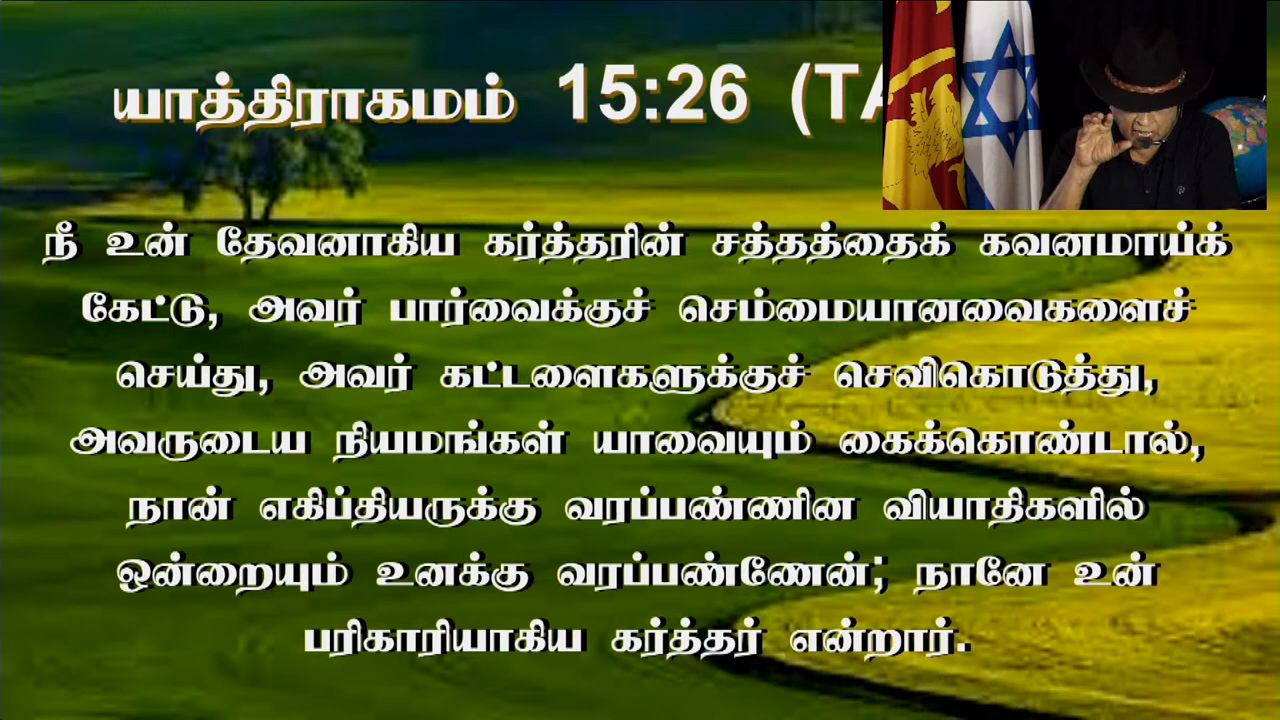 யாத்திராகமம் 15:26 (TA
நீ உன் தேவனாகிய கர்த்தரின் சத்தத்தைக் கவனமாய்க்
கேட்டு, அவர் பார்வைக்குச் செம்மையானவைகளைச்
செய்து, அவர் கட்டளைகளுக்குச் செவிகொடுத்து,
அவருடைய நியமங்கள் யாவையும் கைக்கொண்டால்,
நான் எகிப்தியருக்கு வரப்பண்ணின வியாதிகளில்
ஒன்றையும் உனக்கு வரப்பண்ணேன்; நானே உன்
பரிகாரியாகிய கர்த்தர் என்றார்.